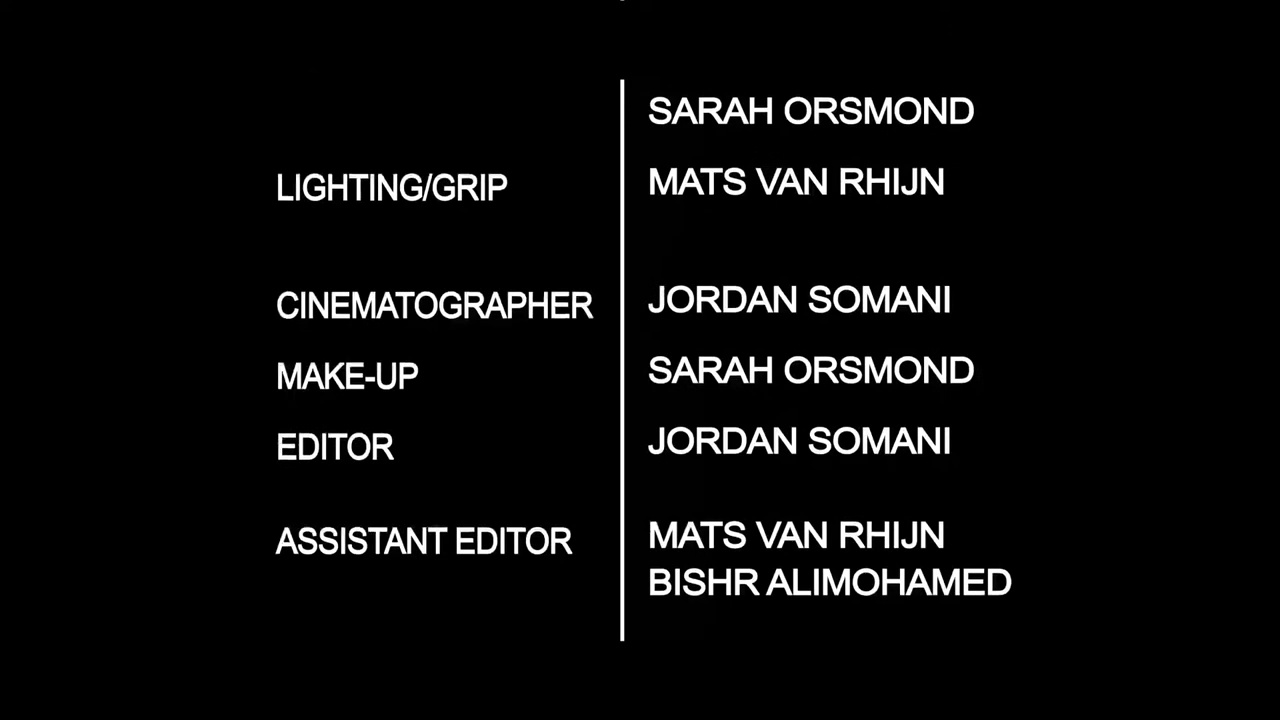 SARAH ORSMOND
LIGHTING/GRIP MATS VAN RHIJN
CINEMATOGRAPHER JORDAN SOMANI
MAKE-UP SARAH ORSMOND
EDITOR JORDAN SOMANI
ASSISTANT EDITOR MATS VAN RHIJN
BISHR ALIMOHAMED